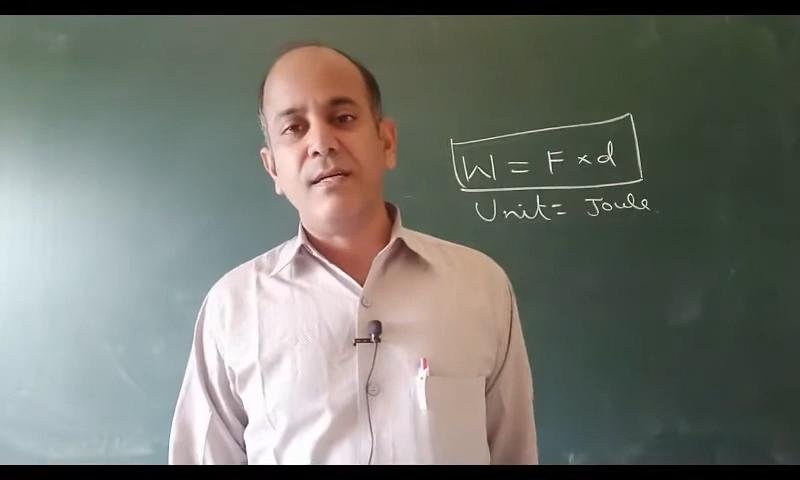 W = F × d
Unit = Joule.